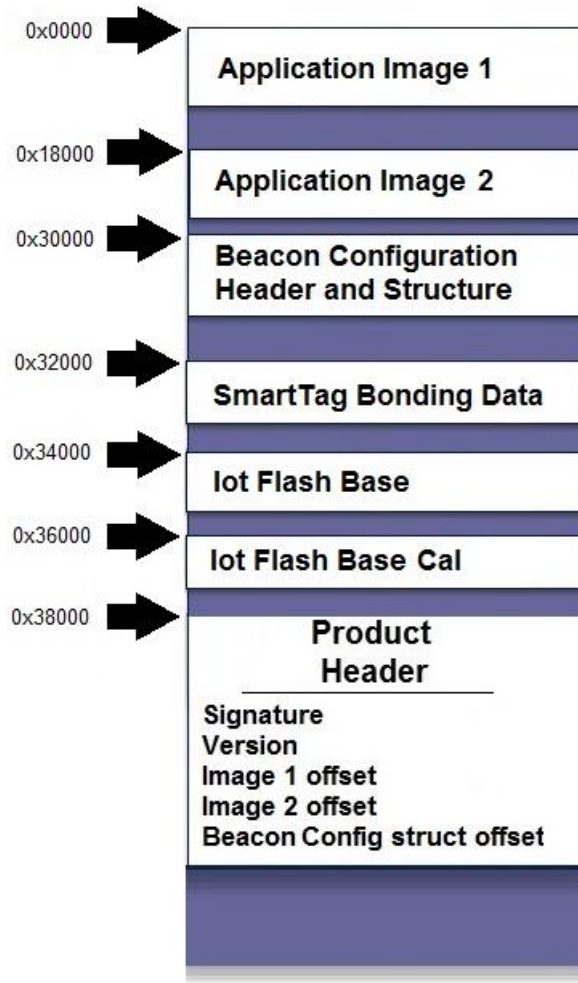 0x0000
Application Image 1
0x18000
Application Image 2
0x30000
Beacon Configuration
Header and Structure
0x32000
SmartTag Bonding Data
0x34000
Iot Flash Base
0x36000
Iot Flash Base Cal
0x38000
Product
Header
Signature
Version
Image 1 offset
Image 2 offset
Beacon Config struct offset